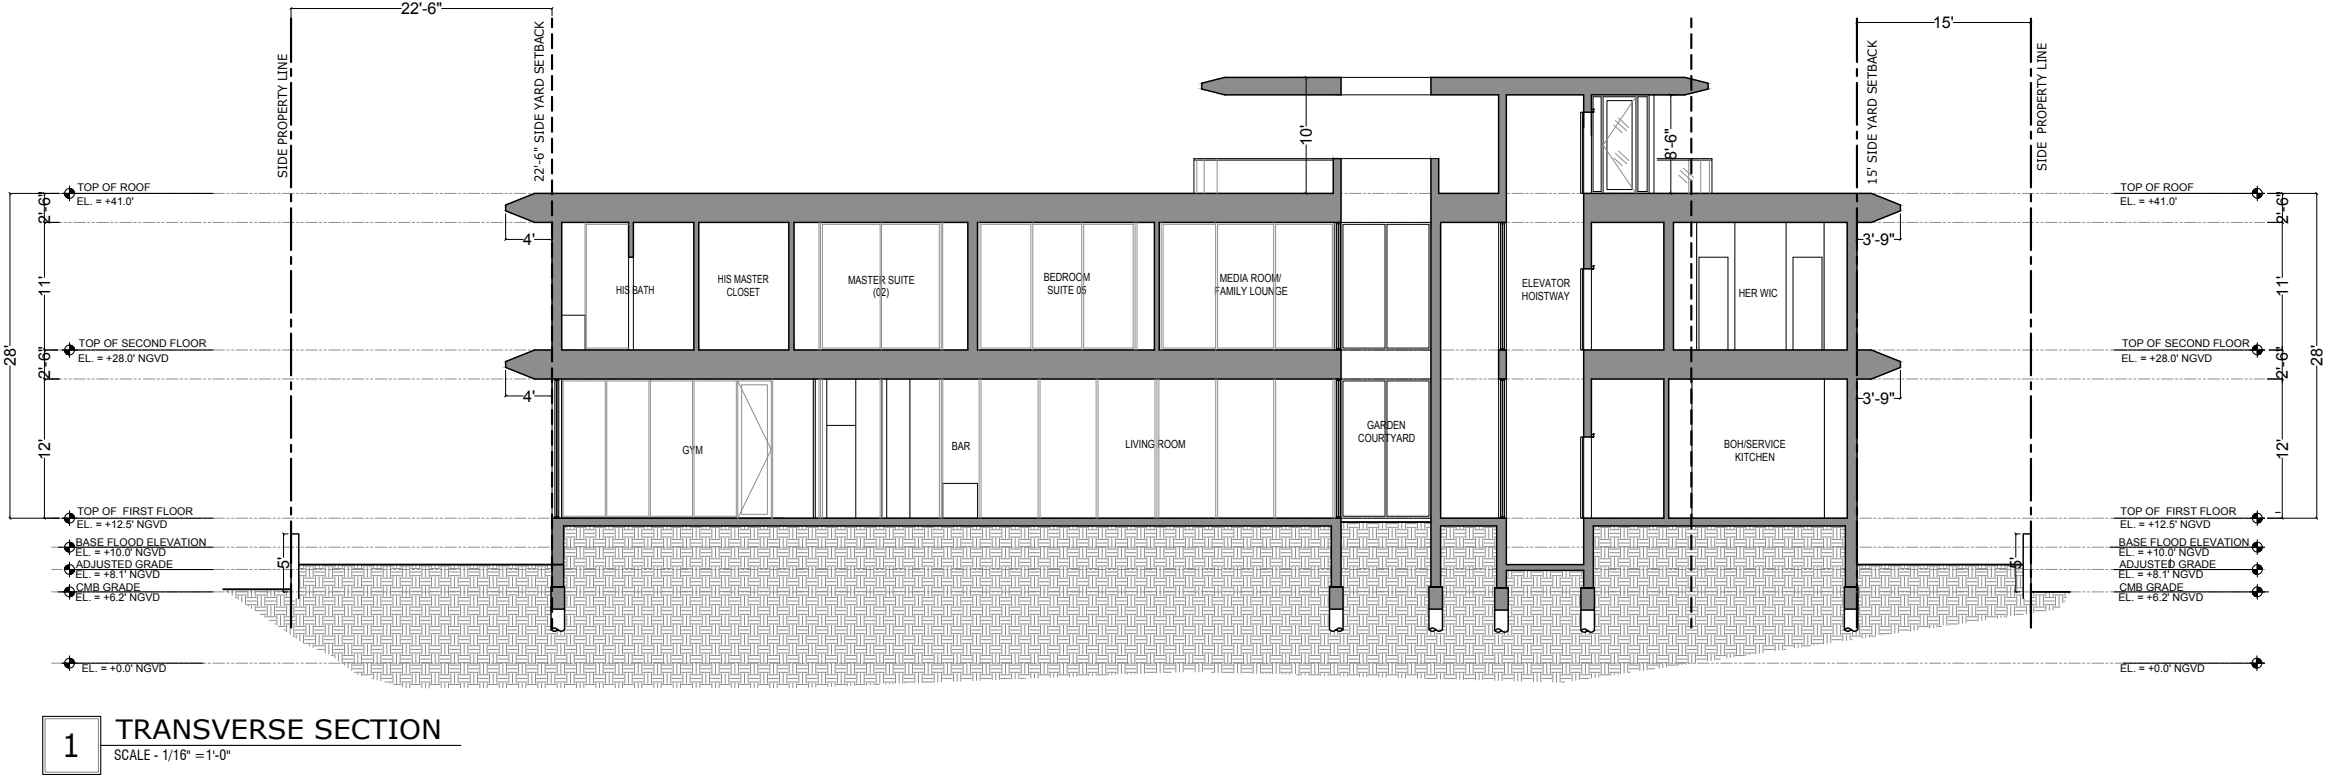 22'-6"
15'
SIDE PROPERTY LINE
22'-6" SIDE YARD SETBACK
15' SIDE YARD SETBACK
SIDE PROPERTY LINE
10'
8'-6"
TOP OF ROOF
EL. = +41.0'
TOP OF ROOF
EL. = +41.0'
2'-6"
2'-6"
4'
3'-9"
11'
11'
HIS BATH
HIS MASTER
CLOSET
MASTER SUITE
(02)
BEDROOM
SUITE 05
MEDIA ROOM/
FAMILY LOUNGE
ELEVATOR
HOISTWAY
HER WIC
28'
28'
TOP OF SECOND FLOOR
EL. = +28.0' NGVD
TOP OF SECOND FLOOR
EL. = +28.0' NGVD
2'-6"
2'-6"
4'
3'-9"
12'
12'
GYM
BAR
LIVING ROOM
GARDEN
COURTYARD
BOH/SERVICE
KITCHEN
TOP OF FIRST FLOOR
EL. = +12.5' NGVD
TOP OF FIRST FLOOR
EL. = +12.5' NGVD
BASE FLOOD ELEVATION
EL. = +10.0' NGVD
BASE FLOOD ELEVATION
EL. = +10.0' NGVD
ADJUSTED GRADE
EL. = +8.1' NGVD
ADJUSTED GRADE
EL. = +8.1' NGVD
5'
5'
CMB GRADE
EL. = +6.2' NGVD
CMB GRADE
EL. = +6.2' NGVD
EL. = +0.0' NGVD
EL. = +0.0' NGVD
1
TRANSVERSE SECTION
SCALE - 1/16" =1'-0"